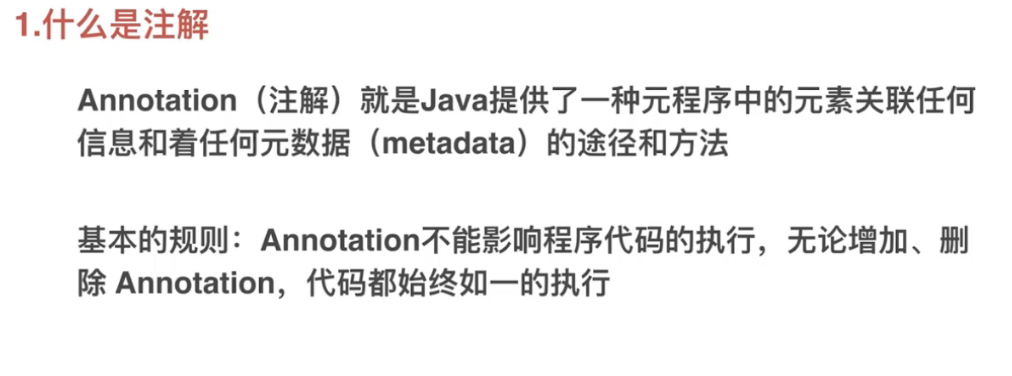 1.什么是注解
Annotation（注解）就是Java提供了一种元程序中的元素关联任何
信息和着任何元数据（metadata）的途径和方法
基本的规则：Annotation不能影响程序代码的执行，无论增加、删
除 Annotation，代码都始终如一的执行